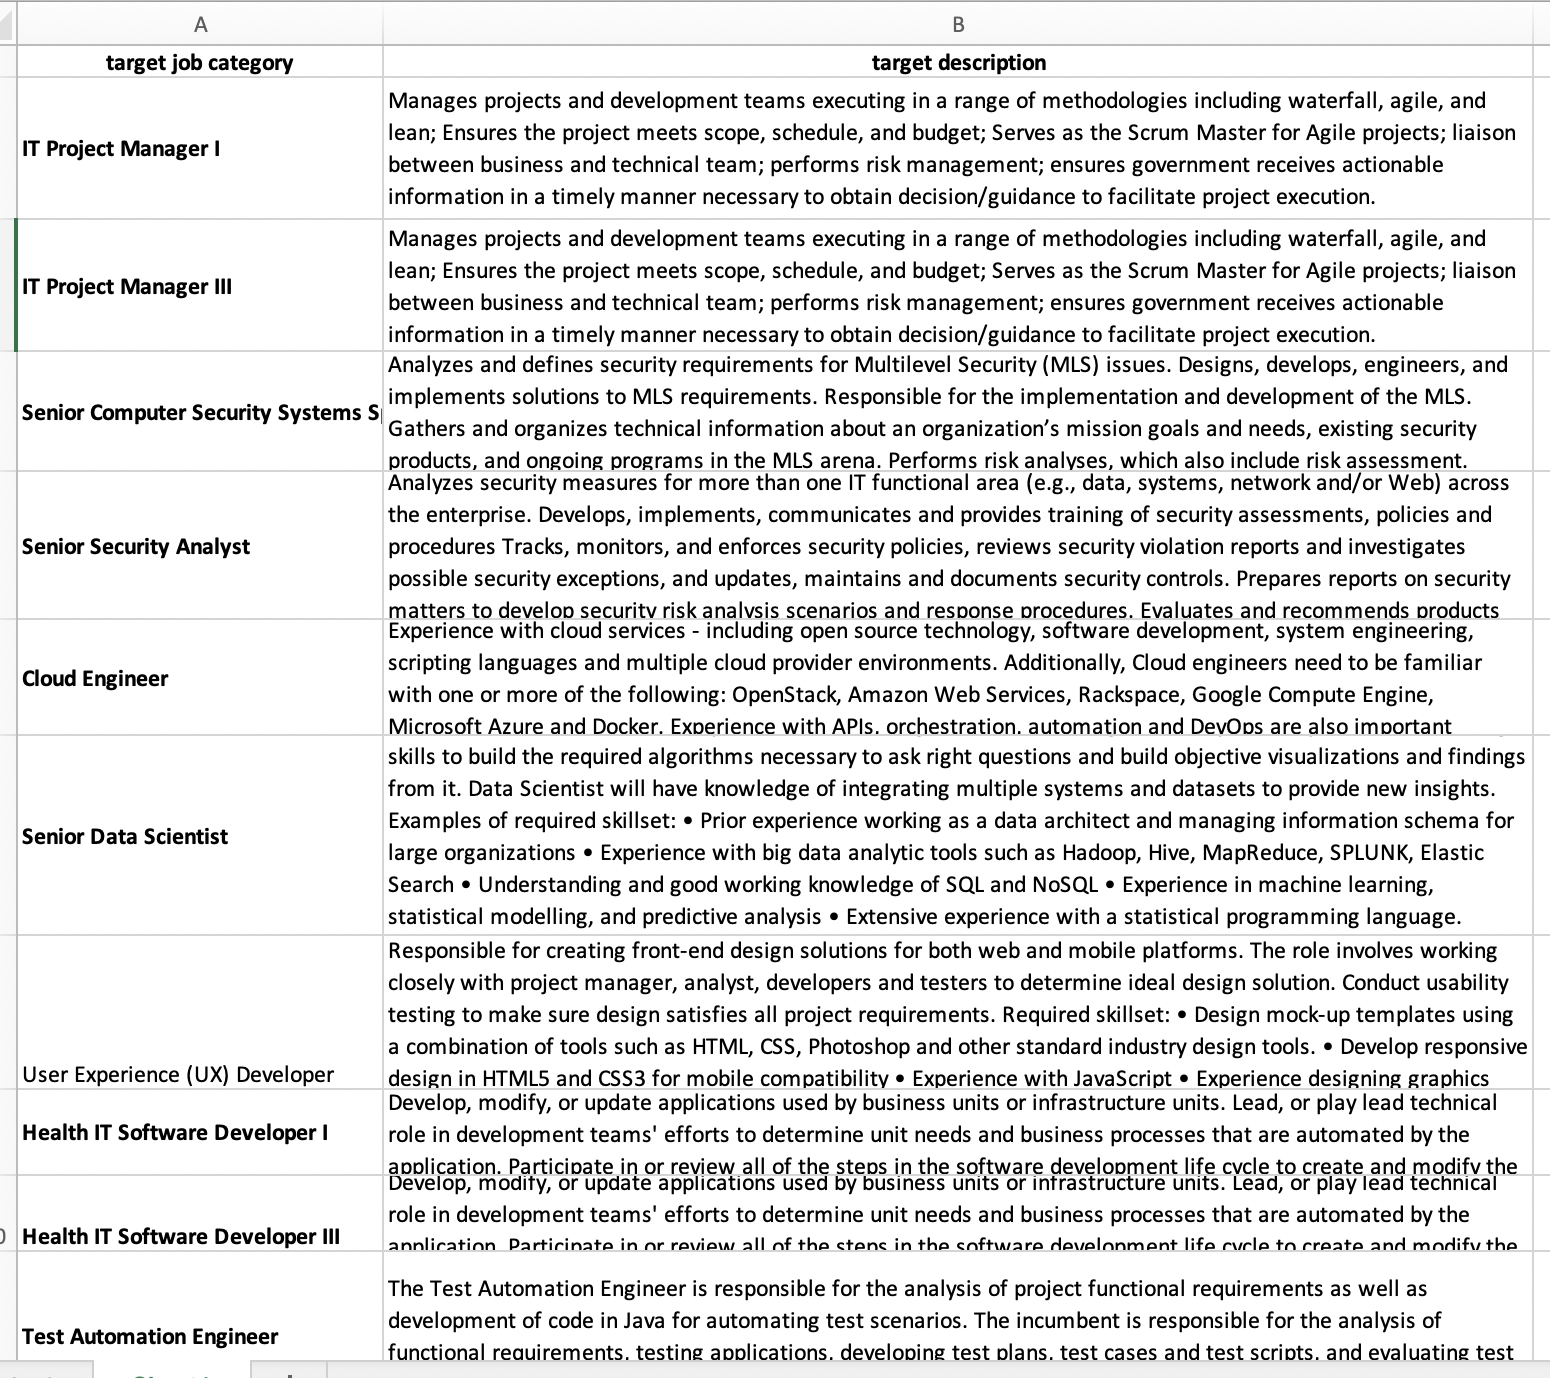 A
B
target job category
target description
IT Project Manager I
Manages projects and development teams executing in a range of methodologies including waterfall, agile, and
lean; Ensures the project meets scope, schedule, and budget; Serves as the Scrum Master for Agile projects; liaison
between business and technical team; performs risk management; ensures government receives actionable
information in a timely manner necessary to obtain decision/guidance to facilitate project execution.
IT Project Manager III
Manages projects and development teams executing in a range of methodologies including waterfall, agile, and
lean; Ensures the project meets scope, schedule, and budget; Serves as the Scrum Master for Agile projects; liaison
between business and technical team; performs risk management; ensures government receives actionable
information in a timely manner necessary to obtain decision/guidance to facilitate project execution.
Senior Computer Security Systems
Analyzes and defines security requirements for Multilevel Security (MLS) issues. Designs, develops, engineers, and
implements solutions to MLS requirements. Responsible for the implementation and development of the MLS.
Gathers and organizes technical information about an organization’s mission goals and needs, existing security
products, and ongoing programs in the MLS arena. Performs risk analyses, which also include risk assessment.
Senior Security Analyst
Analyzes security measures for more than one IT functional area (e.g., data, systems, network and/or Web) across
the enterprise. Develops, implements, communicates and provides training of security assessments, policies and
procedures Tracks, monitors, and enforces security policies, reviews security violation reports and investigates
possible security exceptions, and updates, maintains and documents security controls. Prepares reports on security
matters to develop security risk analysis scenarios and response procedures. Evaluates and recommends products
Cloud Engineer
Experience with cloud services - including open source technology, software development, system engineering,
scripting languages and multiple cloud provider environments. Additionally, Cloud engineers need to be familiar
with one or more of the following: OpenStack, Amazon Web Services, Rackspace, Google Compute Engine,
Microsoft Azure and Docker. Experience with APIs, orchestration, automation and DevOps are also important
Senior Data Scientist
skills to build the required algorithms necessary to ask right questions and build objective visualizations and findings
from it. Data Scientist will have knowledge of integrating multiple systems and datasets to provide new insights.
Examples of required skillset: • Prior experience working as a data architect and managing information schema for
large organizations • Experience with big data analytic tools such as Hadoop, Hive, MapReduce, SPLUNK, Elastic
Search • Understanding and good working knowledge of SQL and NoSQL • Experience in machine learning,
statistical modelling, and predictive analysis • Extensive experience with a statistical programming language.
User Experience (UX) Developer
Responsible for creating front-end design solutions for both web and mobile platforms. The role involves working
closely with project manager, analyst, developers and testers to determine ideal design solution. Conduct usability
testing to make sure design satisfies all project requirements. Required skillset: • Design mock-up templates using
a combination of tools such as HTML, CSS, Photoshop and other standard industry design tools. • Develop responsive
design in HTML5 and CSS3 for mobile compatibility • Experience with JavaScript • Experience designing graphics
Health IT Software Developer I
Develop, modify, or update applications used by business units or infrastructure units. Lead, or play lead technical
role in development teams' efforts to determine unit needs and business processes that are automated by the
application. Participate in or review all of the steps in the software development life cycle to create and modify the
Health IT Software Developer III
Develop, modify, or update applications used by business units or infrastructure units. Lead, or play lead technical
role in development teams' efforts to determine unit needs and business processes that are automated by the
application. Participate in or review all of the steps in the software development life cycle to create and modify the
Test Automation Engineer
The Test Automation Engineer is responsible for the analysis of project functional requirements as well as
development of code in Java for automating test scenarios. The incumbent is responsible for the analysis of
functional requirements, testing applications, developing test plans, test cases and test scripts, and evaluating test